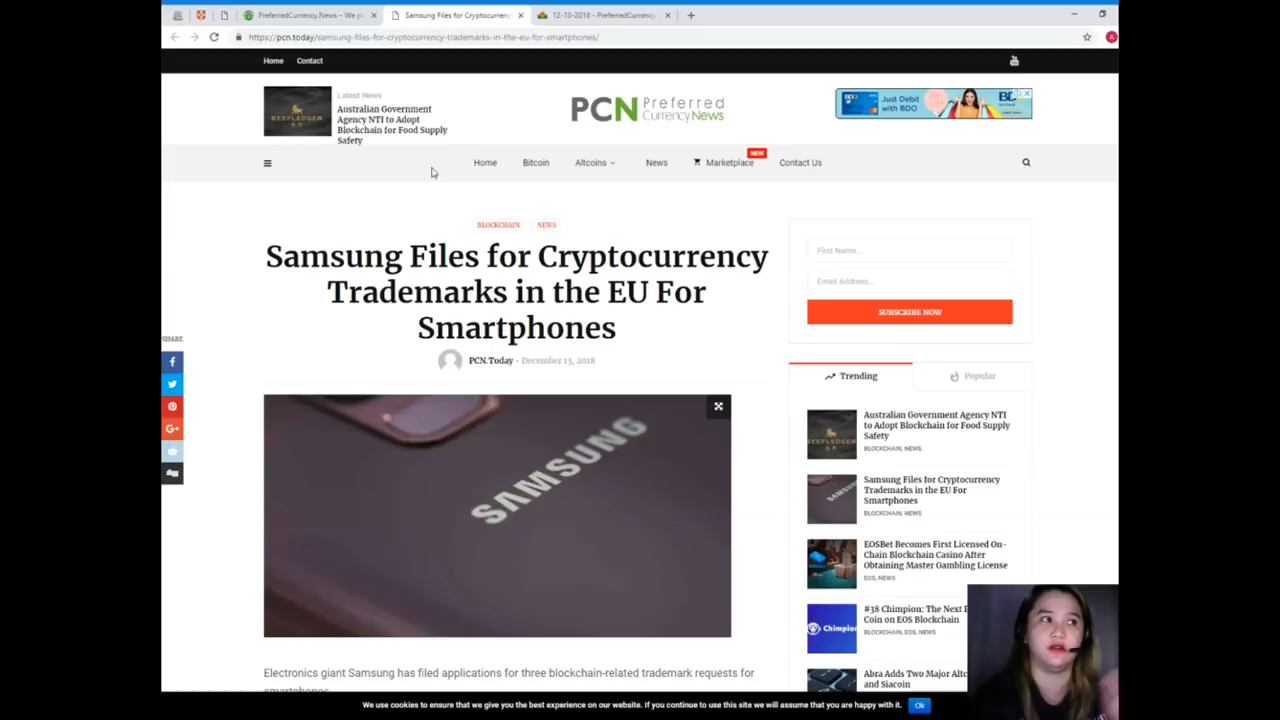 PreferredCurrency.News – We p
Samsung Files for Cryptocurrenc
12-13-2018 - PreferredCurrency
https://pcn.today/samsung-files-for-cryptocurrency-trademarks-in-the-eu-for-smartphones/
A
Home
Contact
Latest News
Australian Government
Agency NTI to Adopt
Blockchain for Food Supply
Safety
BEEFLEDGER
PCN Preferred
Currency News
BDO
Just Debit
with BDO
Home
Bitcoin
Altcoins
News
Marketplace
NEW
Contact Us
BLOCKCHAIN
NEWS
Samsung Files for Cryptocurrency
Trademarks in the EU For
Smartphones
PCN.Today - December 13, 2018
SHARE
SAMSUNG
Electronics giant Samsung has filed applications for three blockchain-related trademark requests for
smartphones.
First Name...
Email Address..
SUBSCRIBE NOW
Trending
Popular
BEEFLEDGER
Australian Government Agency NTI
to Adopt Blockchain for Food Supply
Safety
BLOCKCHAIN, NEWS
Samsung Files for Cryptocurrency
Trademarks in the EU For
Smartphones
BLOCKCHAIN, NEWS
EOSBet Becomes First Licensed On-
Chain Blockchain Casino After
Obtaining Master Gambling License
EOS, NEWS
Chimpion
#38 Chimpion: The Next
Coin on EOS Blockchain
BLOCKCHAIN, EOS, NEWS
Abra Adds Two Major Altc
and Siacoin
We use cookies to ensure that we give you the best experience on our website. If you continue to use this site we will assume that you are happy with it.
Ok